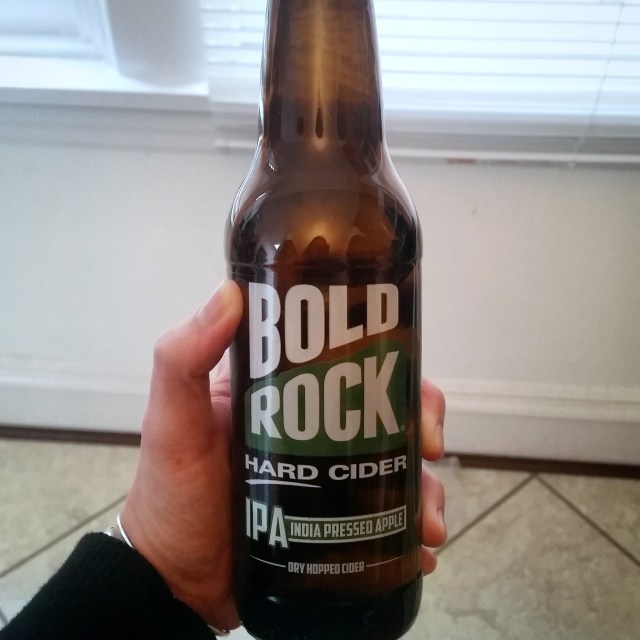 BOLD
ROCK
HARD CIDER
IPA INDIA PRESSED APPLE
DRY HOPPED CIDER